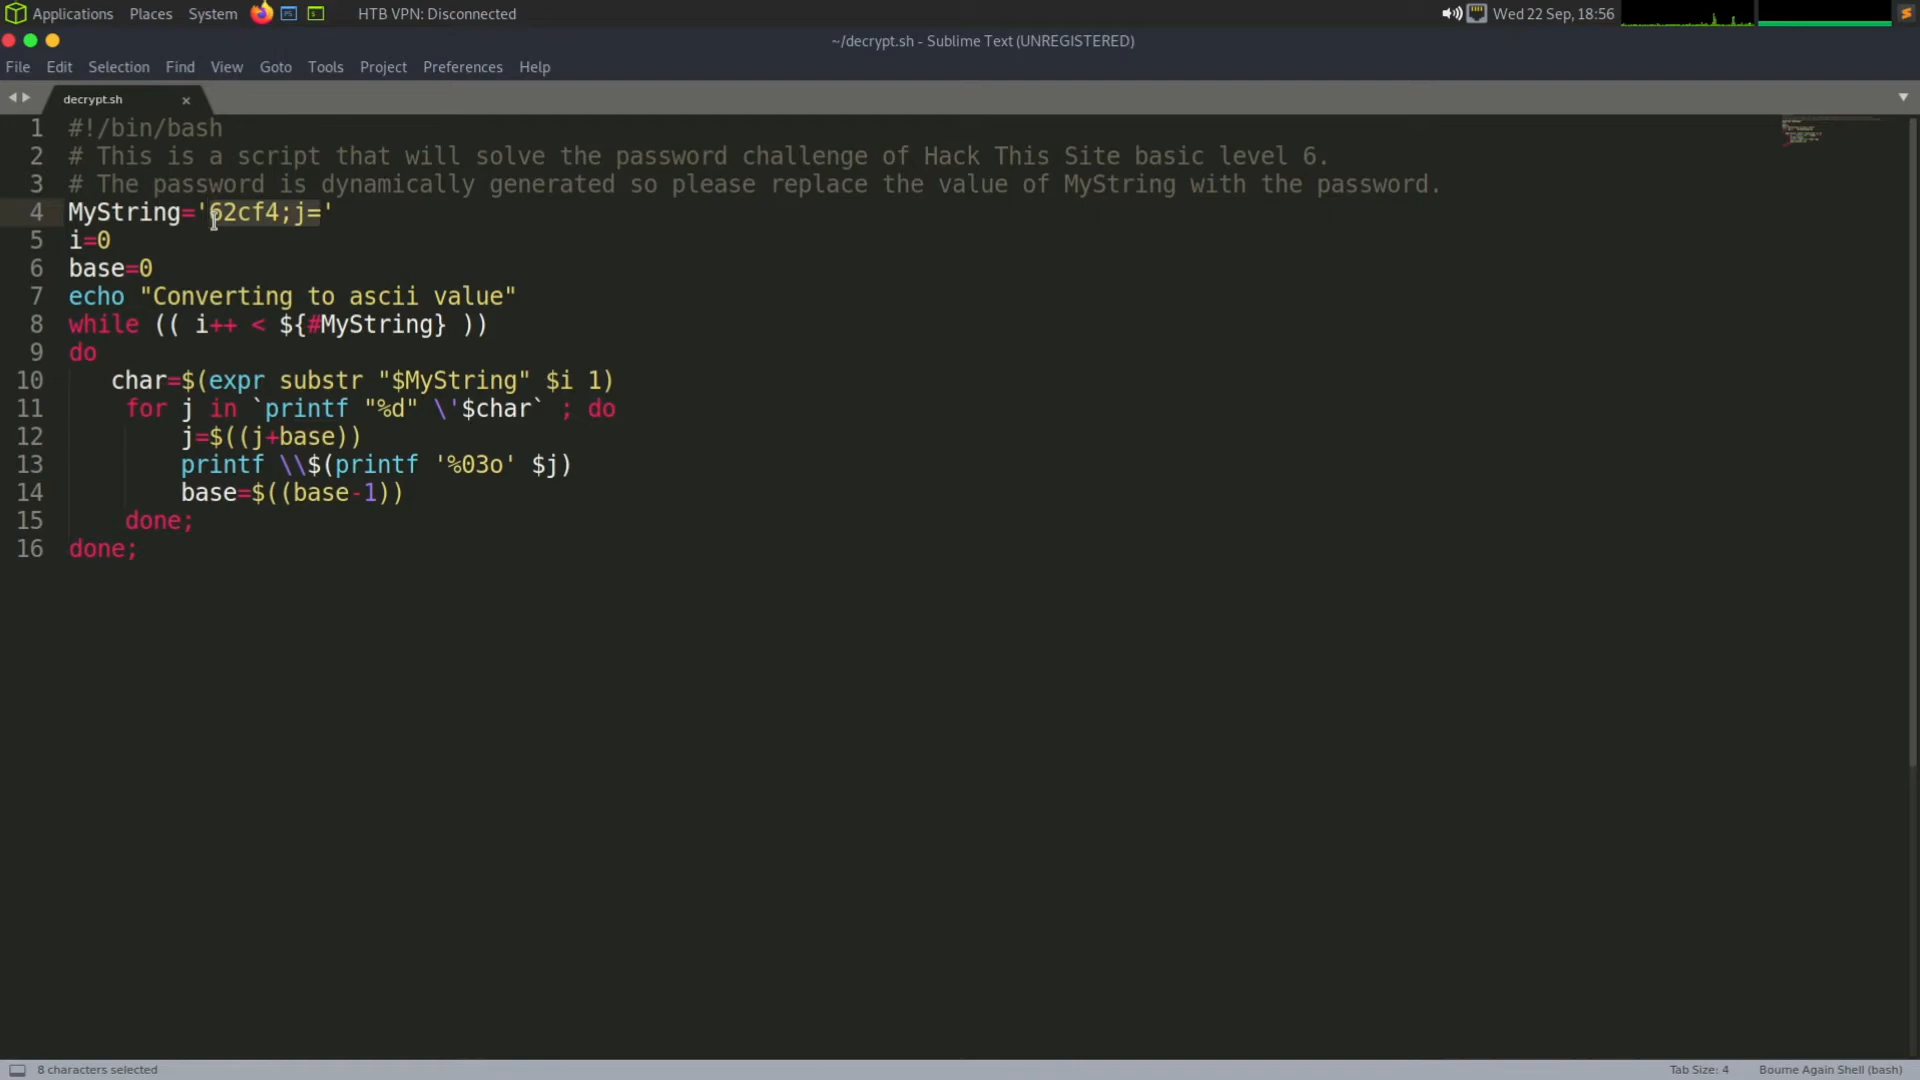 Applications Places System HTB VPN: Disconnected Wed 22 Sep, 18:56
~/decrypt.sh - Sublime Text (UNREGISTERED)
File Edit Selection Find View Goto Tools Project Preferences Help
decrypt.sh ×
1 #!/bin/bash
2 # This is a script that will solve the password challenge of Hack This Site basic level 6.
3 # The password is dynamically generated so please replace the value of MyString with the password.
4 MyString='62cf4;j='
5 i=0
6 base=0
7 echo "Converting to ascii value"
8 while (( i++ < ${#MyString} ))
9 do
10 char=$(expr substr "$MyString" $i 1)
11 for j in `printf "%d" \'$char` ; do
12 j=$((j+base))
13 printf \\$(printf '%03o' $j)
14 base=$((base-1))
15 done;
16 done;
8 characters selected Tab Size: 4 Bourne Again Shell (bash)